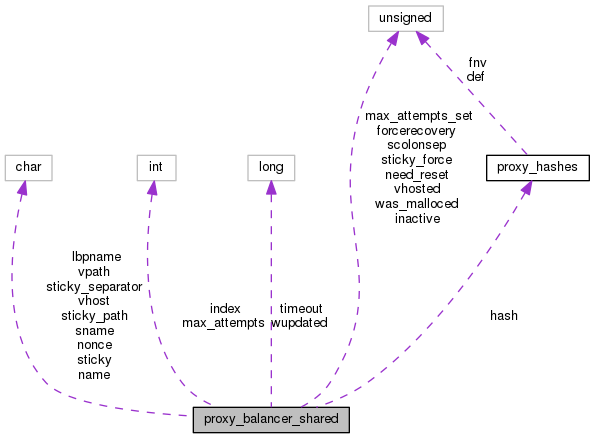 unsigned
fnv
def
max_attempts_set
forcerecovery
scolonsep
sticky_force
need_reset
vhosted
was_malloced
inactive
char
int
long
proxy_hashes
lbpname
vpath
sticky_separator
vhost
sticky_path
sname
nonce
sticky
name
index
max_attempts
timeout
wupdated
hash
proxy_balancer_shared